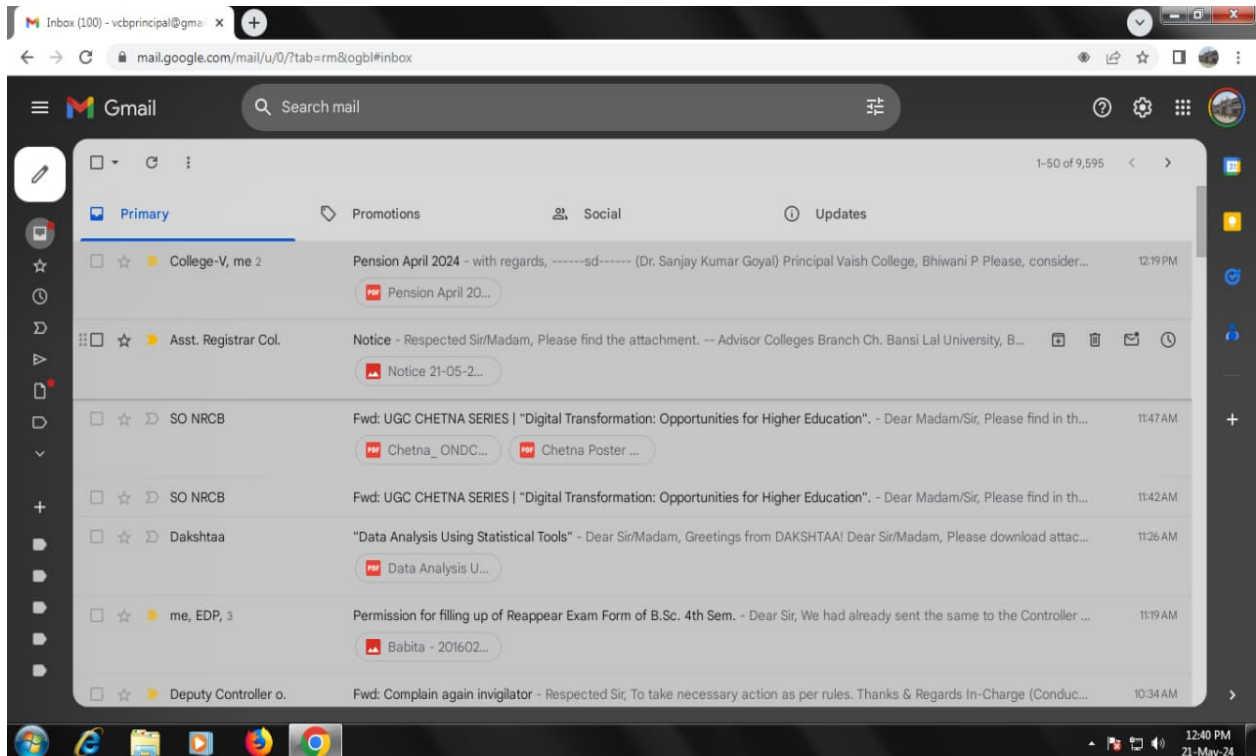 Inbox (100) - vcbprincipal@gmai
mail.google.com/mail/u/0/?tab=rm&ogbl#inbox
Gmail
Search mail
1-50 of 9,595
Primary
Promotions
Social
Updates
College-V, me 2 Pension April 2024 - with regards, ------sd------ (Dr. Sanjay Kumar Goyal) Principal Vaish College, Bhiwani P Please, consider... 12:19 PM
PDF Pension April 20...
Asst. Registrar Col. Notice - Respected Sir/Madam, Please find the attachment. -- Advisor Colleges Branch Ch. Bansi Lal University, B...
Notice 21-05-2...
SO NRCB Fwd: UGC CHETNA SERIES | "Digital Transformation: Opportunities for Higher Education". - Dear Madam/Sir, Please find in th... 11:47 AM
PDF Chetna_ ONDC... PDF Chetna Poster ...
SO NRCB Fwd: UGC CHETNA SERIES | "Digital Transformation: Opportunities for Higher Education". - Dear Madam/Sir, Please find in th... 11:42 AM
Dakshtaa "Data Analysis Using Statistical Tools" - Dear Sir/Madam, Greetings from DAKSHTAA! Dear Sir/Madam, Please download attac... 11:26 AM
PDF Data Analysis U...
me, EDP, 3 Permission for filling up of Reappear Exam Form of B.Sc. 4th Sem. - Dear Sir, We had already sent the same to the Controller ... 11:19 AM
Babita - 201602...
Deputy Controller o. Fwd: Complain again invigilator - Respected Sir, To take necessary action as per rules. Thanks & Regards In-Charge (Conduc... 10:34 AM
12:40 PM
21-May-24